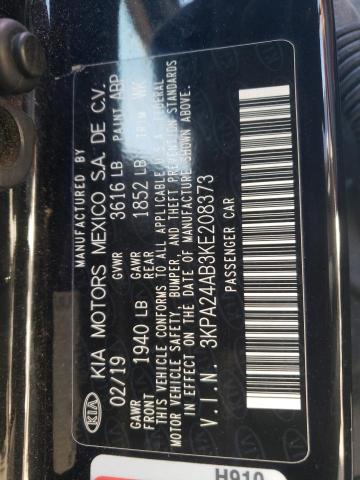 MANUFACTURED BY
KIA KIA MOTORS MEXICO S.A. DE C.V.
02/19 GVWR 3616 LB PAINT ABP
GAWR FRONT 1940 LB GAWR REAR 1852 LB TRIM WK
THIS VEHICLE CONFORMS TO ALL APPLICABLE U.S. FEDERAL
MOTOR VEHICLE SAFETY, BUMPER, AND THEFT PREVENTION STANDARDS
IN EFFECT ON THE DATE OF MANUFACTURE SHOWN ABOVE.
V.I.N. 3KPA24AB3KE208373
PASSENGER CAR
H910